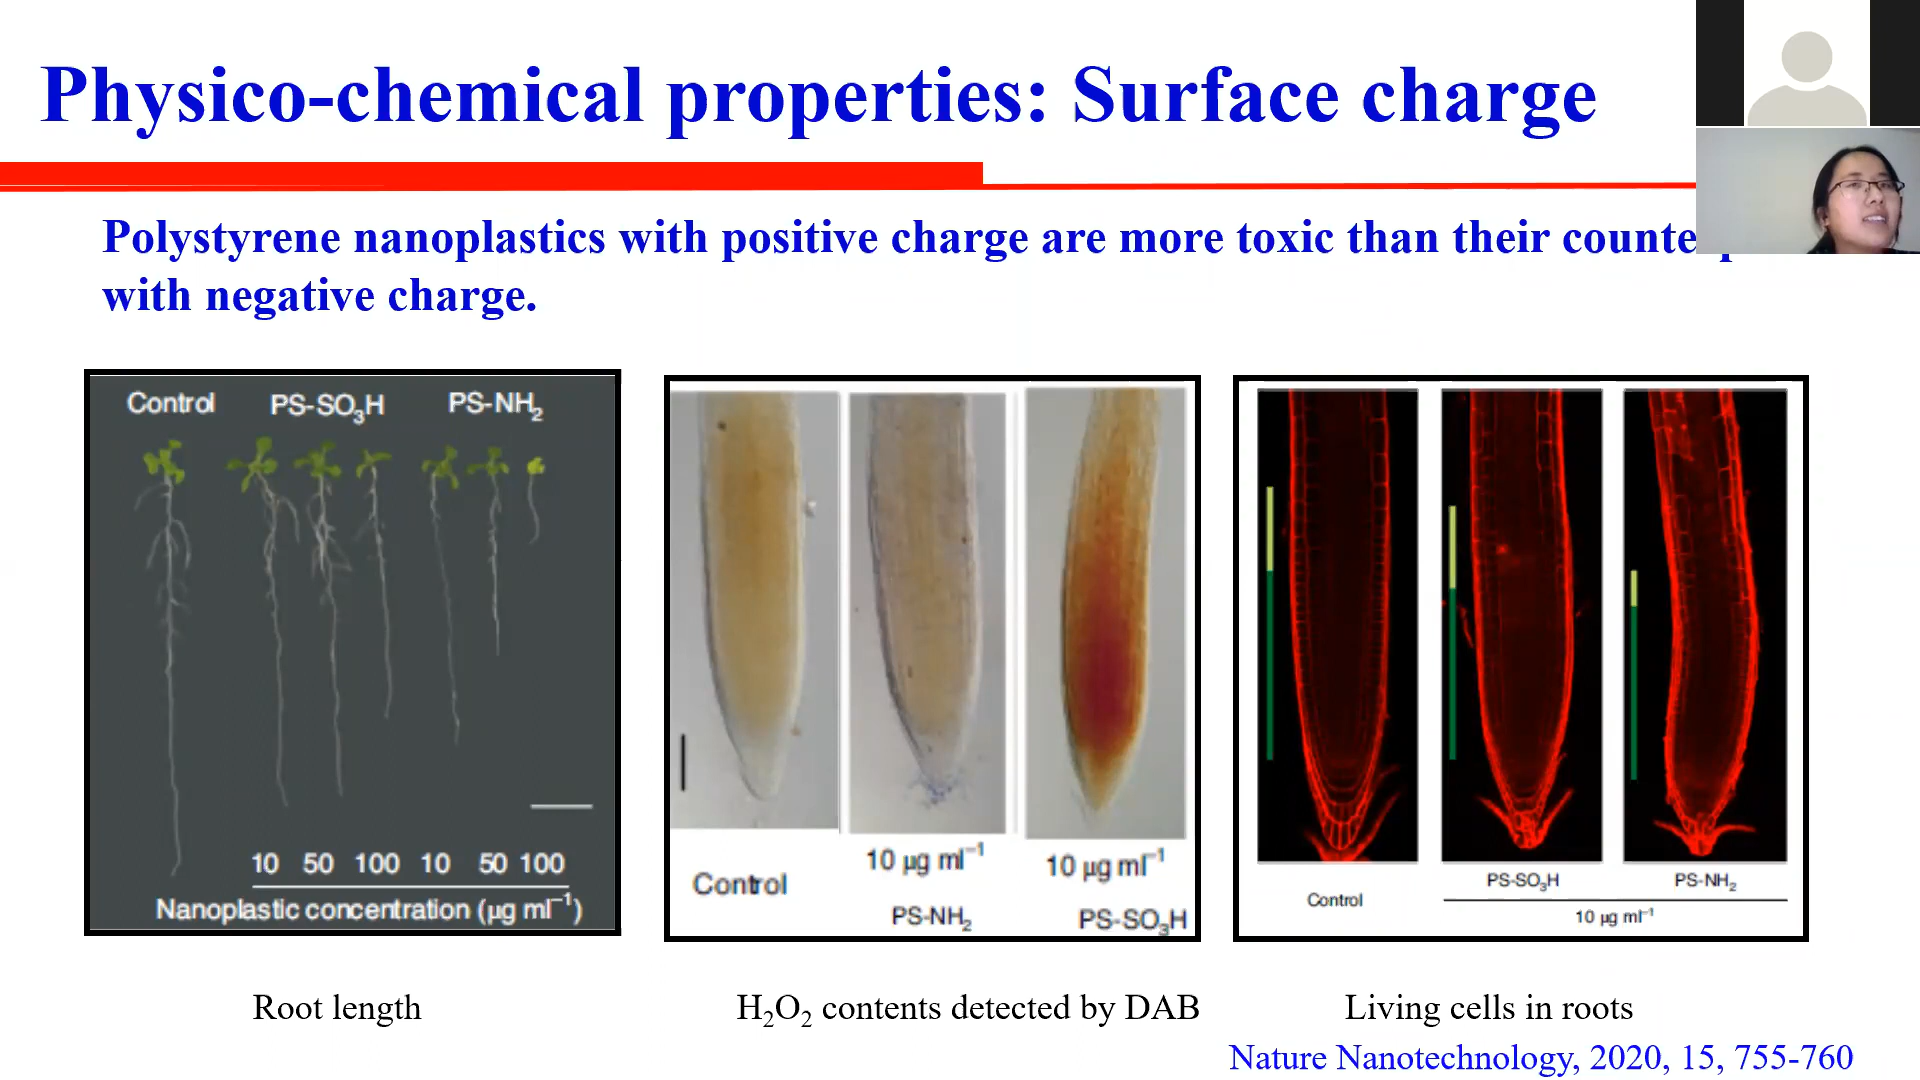 Physico-chemical properties: Surface charge
Polystyrene nanoplastics with positive charge are more toxic than their
with negative charge.
Control PS-SO₃H PS-NH₂
10 50 100 10 50 100
Nanoplastic concentration (µg ml⁻¹)
Root length
Control
10 µg ml⁻¹
PS-NH₂
10 µg ml⁻¹
PS-SO₃H
H₂O₂ contents detected by DAB
Control
PS-SO₃H PS-NH₂
10 µg ml⁻¹
Living cells in roots
Nature Nanotechnology, 2020, 15, 755-760